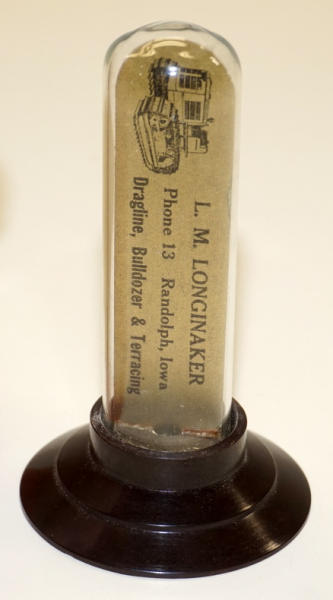 L. M. LONGINAKER
Phone 13 Randolph, Iowa
Dragline, Bulldozer & Terracing